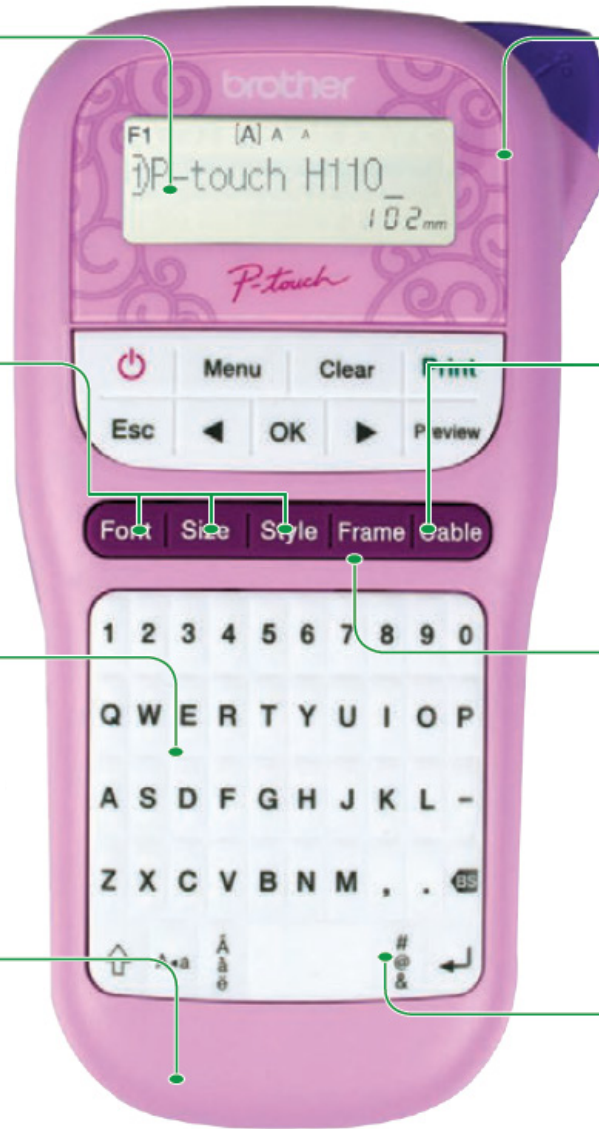 brother
F1 [A] A A
1)P-touch H110_
102mm
P-touch
Menu Clear Print
Esc ◀ OK ▶ Preview
Font Size Style Frame Cable
1 2 3 4 5 6 7 8 9 0
Q W E R T Y U I O P
A S D F G H J K L -
Z X C V B N M , . BS
A◂a Á à ë # @ &